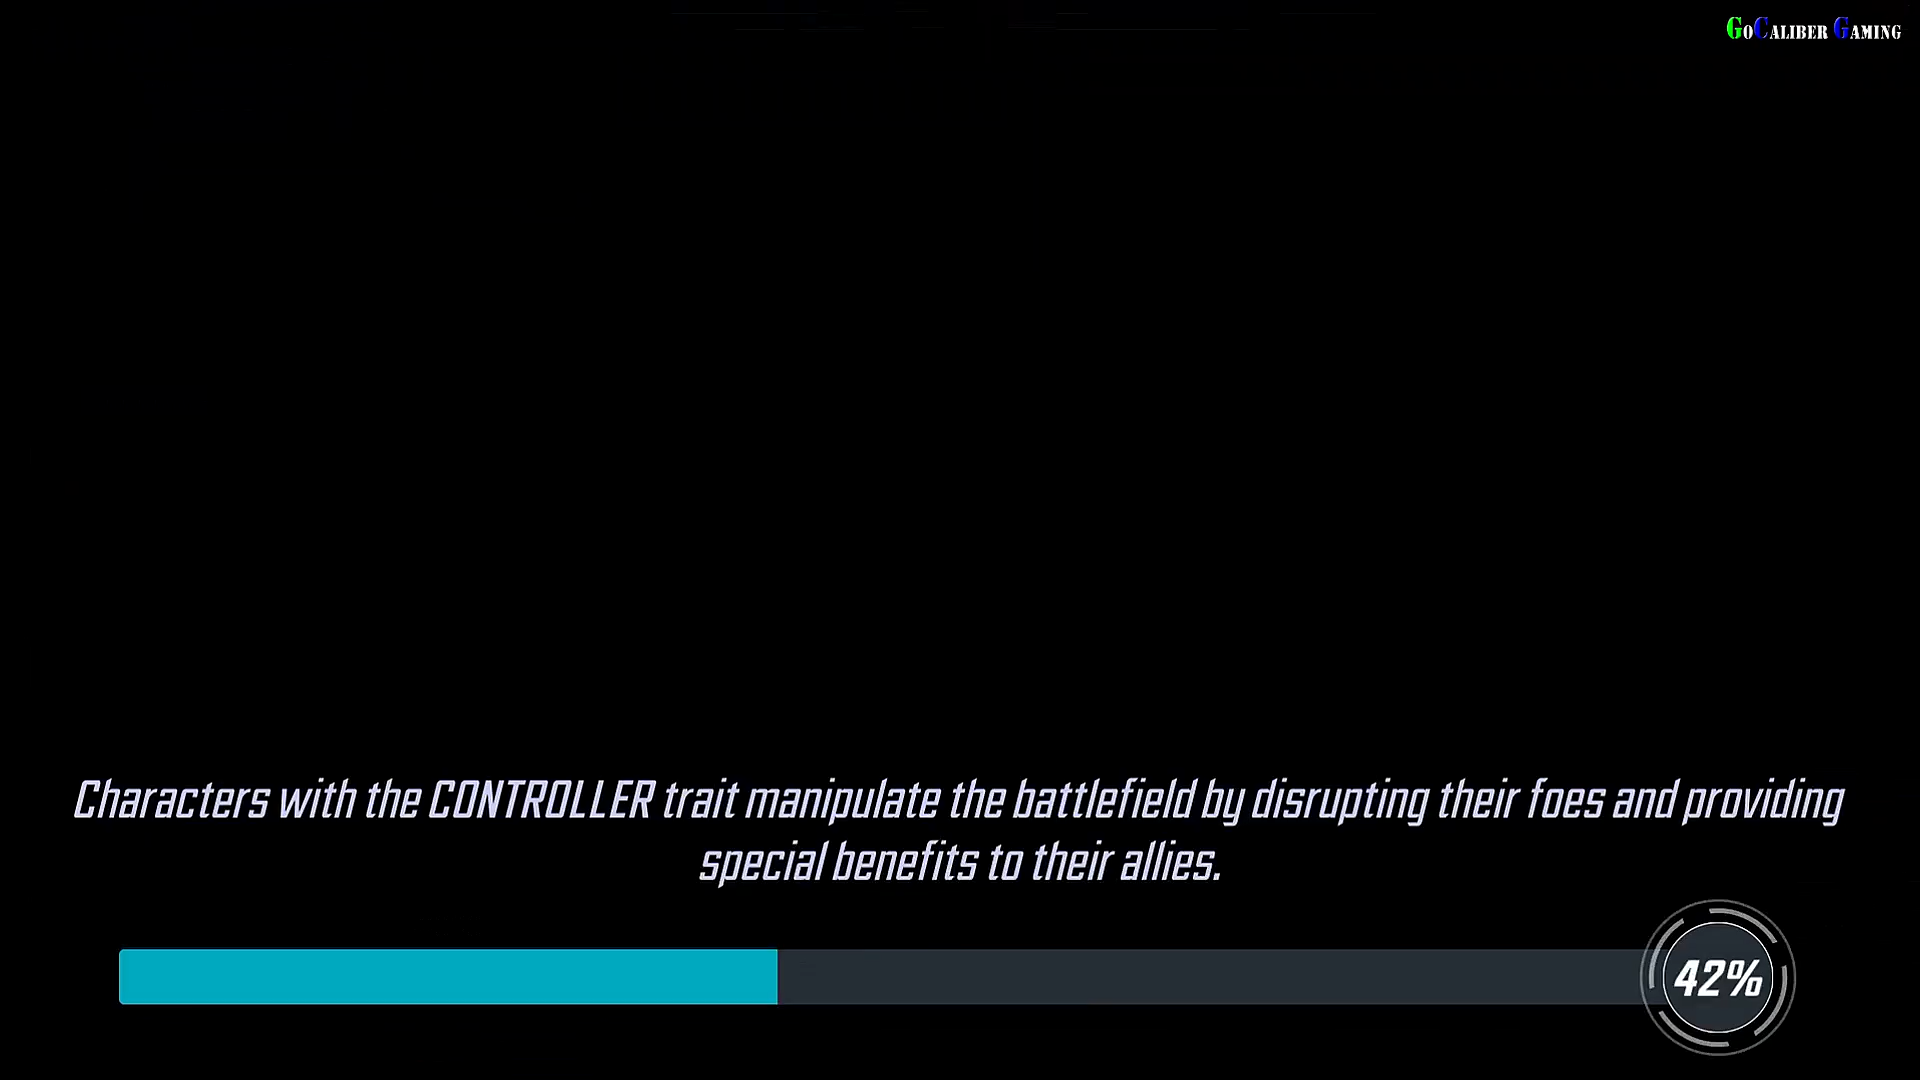 GoCaliber Gaming
Characters with the CONTROLLER trait manipulate the battlefield by disrupting their foes and providing
special benefits to their allies.
42%